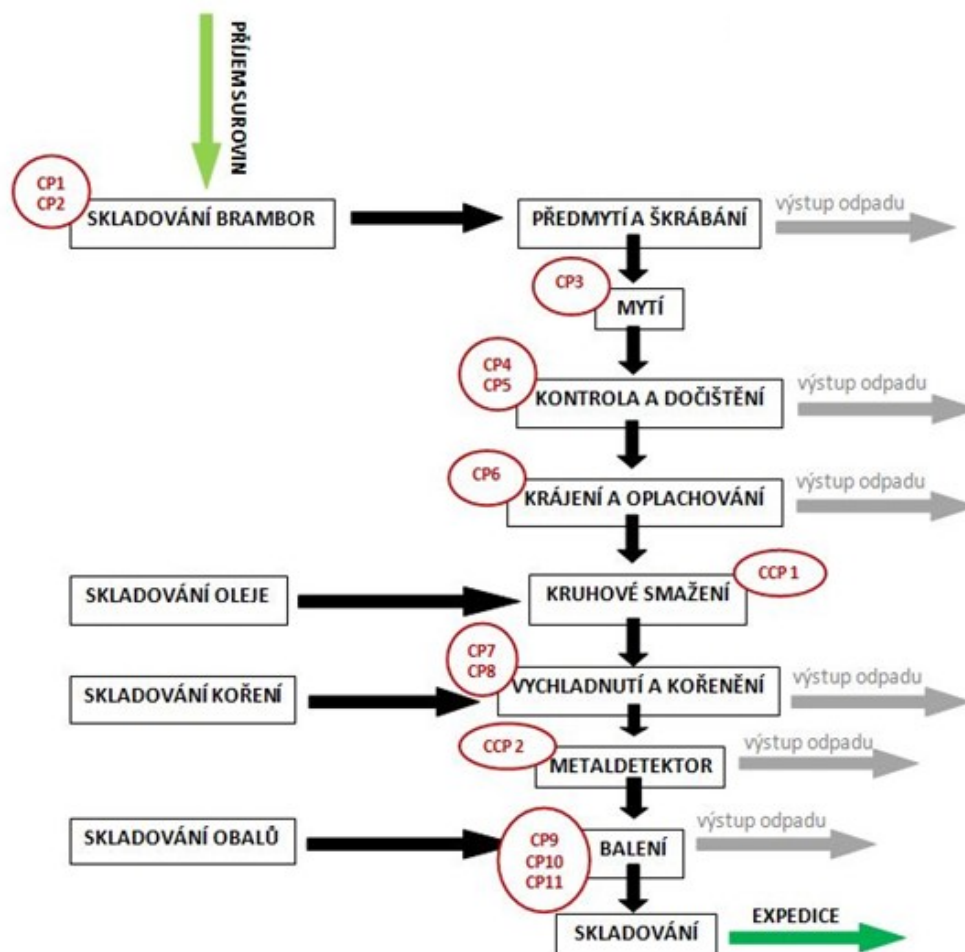 PŘÍJEM SUROVIN
CP1
CP2
SKLADOVÁNÍ BRAMBOR
PŘEDMYTÍ A ŠKRÁBÁNÍ
výstup odpadu
CP3
MYTÍ
CP4
CP5
KONTROLA A DOČIŠTĚNÍ
výstup odpadu
CP6
KRÁJENÍ A OPLACHOVÁNÍ
výstup odpadu
SKLADOVÁNÍ OLEJE
KRUHOVÉ SMAŽENÍ
CCP 1
CP7
CP8
SKLADOVÁNÍ KOŘENÍ
VYCHLADNUTÍ A KOŘENĚNÍ
výstup odpadu
CCP 2
METALDETEKTOR
výstup odpadu
SKLADOVÁNÍ OBALŮ
CP9
CP10
CP11
BALENÍ
výstup odpadu
SKLADOVÁNÍ
EXPEDICE